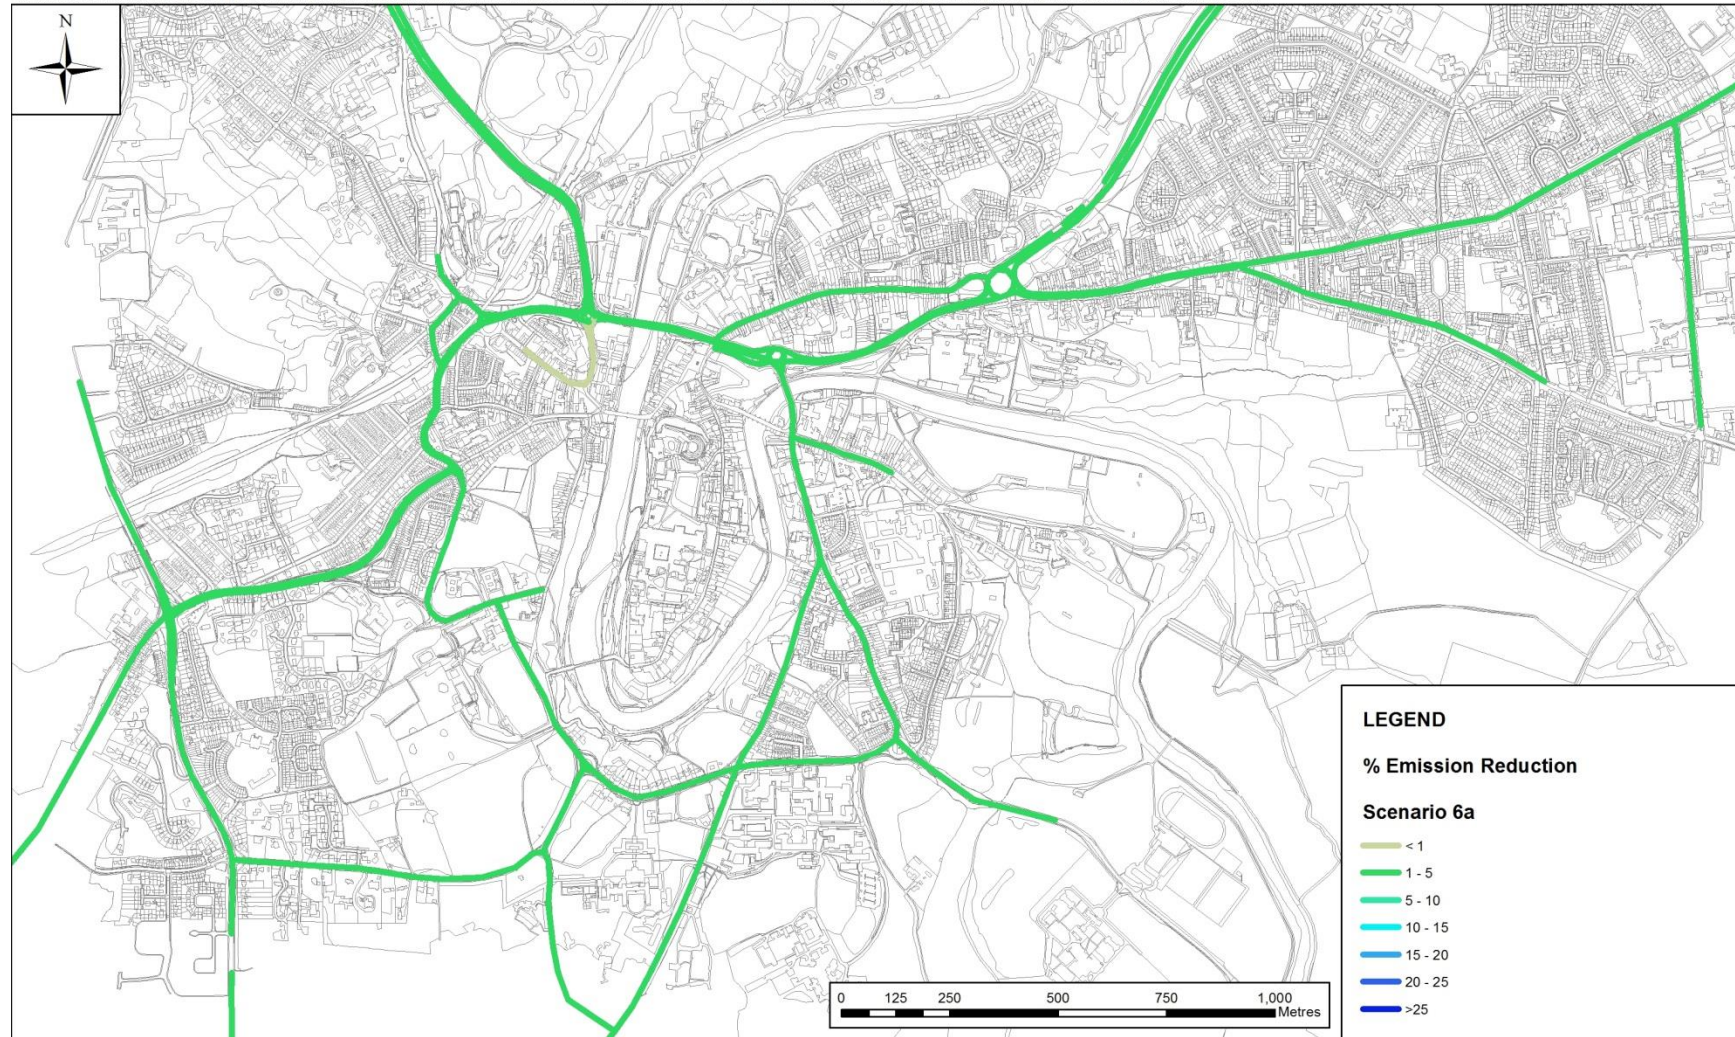 N
LEGEND
% Emission Reduction
Scenario 6a
< 1
1 - 5
5 - 10
10 - 15
15 - 20
20 - 25
>25
0 125 250 500 750 1,000
Metres